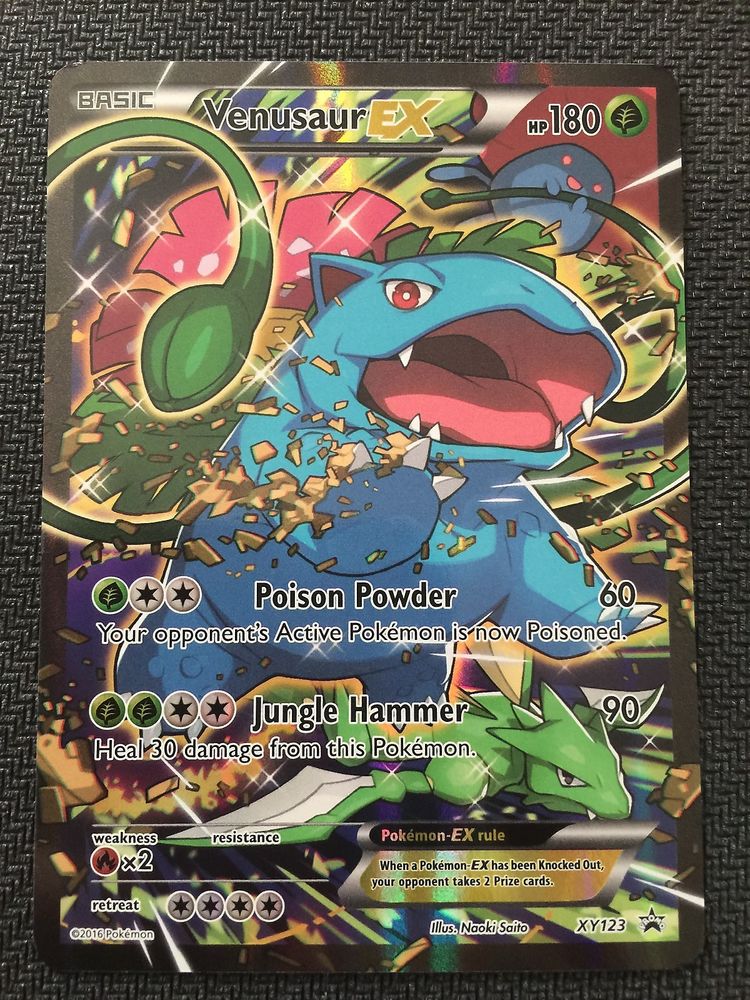 BASIC
Venusaur EX
HP180
Poison Powder 60
Your opponent's Active Pokémon is now Poisoned.
Jungle Hammer 90
Heal 30 damage from this Pokémon.
weakness resistance
×2
Pokémon-EX rule
When a Pokémon-EX has been Knocked Out,
your opponent takes 2 Prize cards.
retreat
©2016 Pokémon
Illus. Naoki Saito
XY123